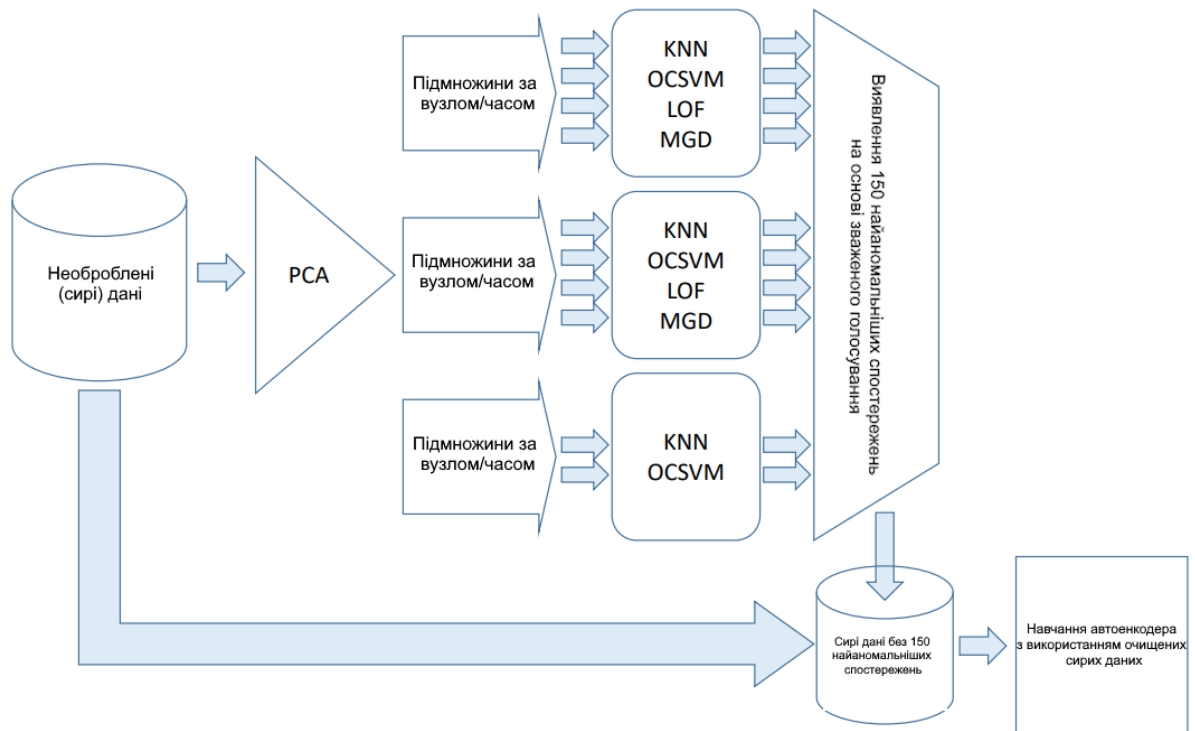 Необроблені
(сирі) дані
PCA
Підмножини за
вузлом/часом
KNN
OCSVM
LOF
MGD
Підмножини за
вузлом/часом
KNN
OCSVM
LOF
MGD
Підмножини за
вузлом/часом
KNN
OCSVM
Виявлення 150 найаномальніших спостережень
на основі зваженого голосування
Сирі дані без 150
найаномальніших
спостережень
Навчання автоенкодера
з використанням очищених
сирих даних